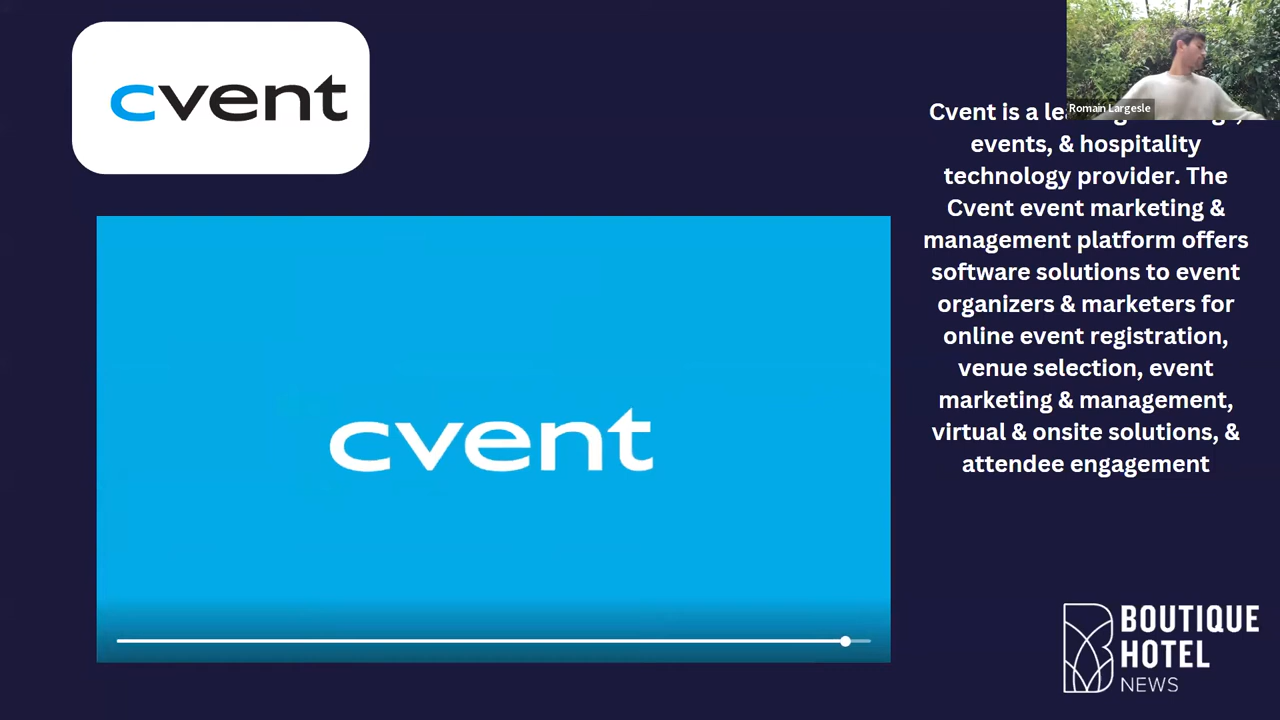 cvent
Romain Largesle
Cvent is a
events, & hospitality
technology provider. The
Cvent event marketing &
management platform offers
software solutions to event
organizers & marketers for
online event registration,
venue selection, event
marketing & management,
virtual & onsite solutions, &
attendee engagement
cvent
BOUTIQUE
HOTEL
NEWS